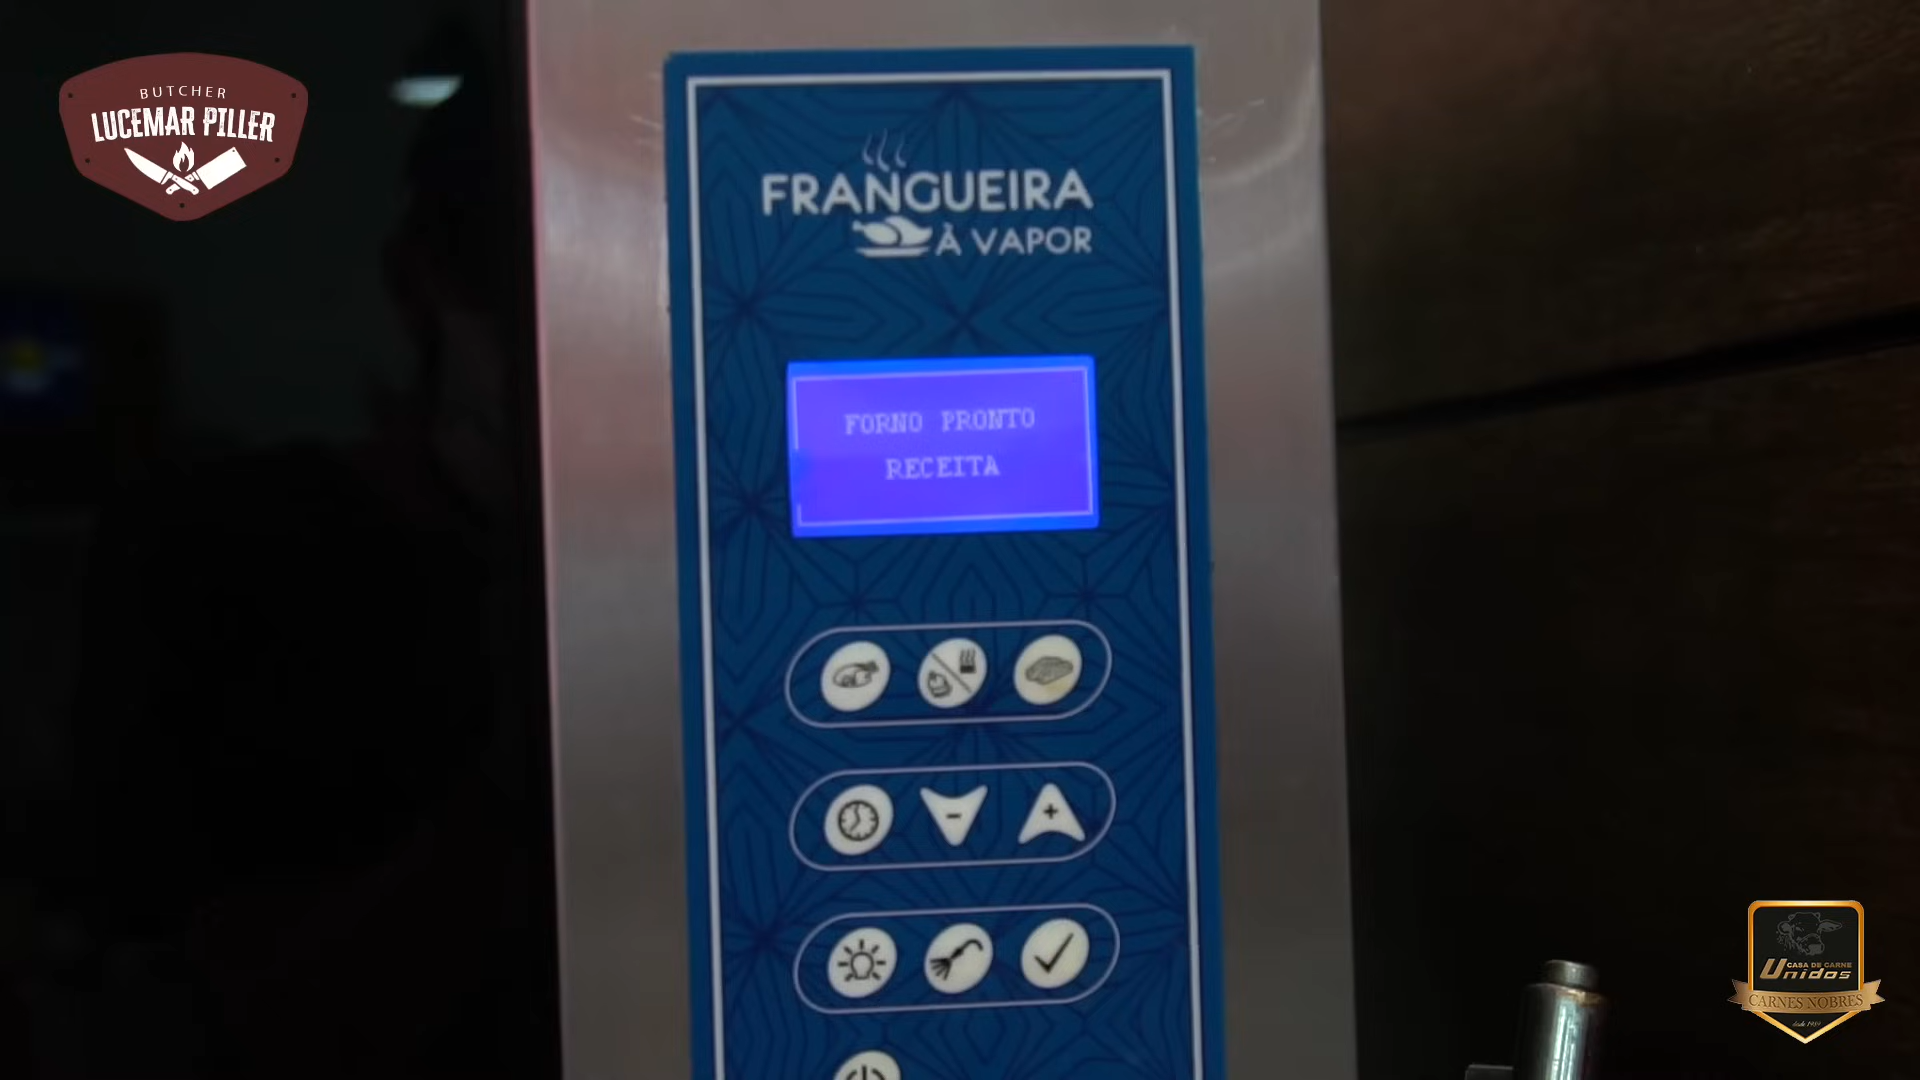 BUTCHER
LUCEMAR PILLER
FRANGUEIRA
À VAPOR
FORNO PRONTO
RECEITA
-
+
CASA DE CARNE
Unidos
CARNES NOBRES